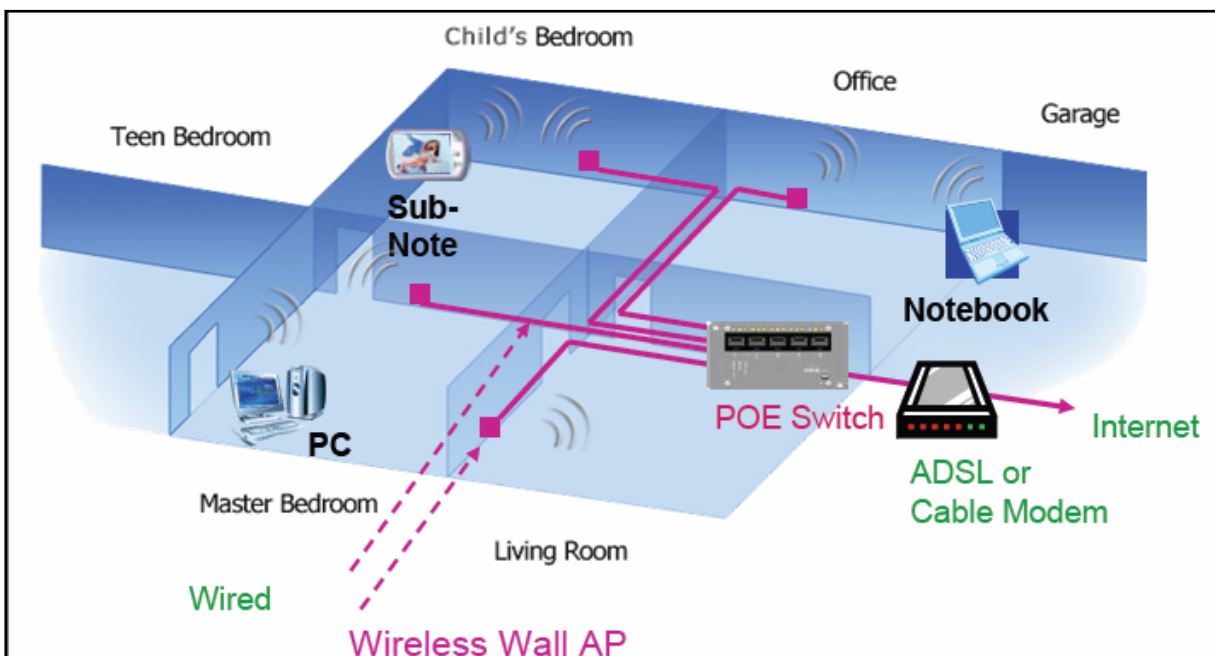 Child's Bedroom
Office
Garage
Teen Bedroom
Sub-
Note
Notebook
POE Switch
Internet
PC
ADSL or
Cable Modem
Master Bedroom
Living Room
Wired
Wireless Wall AP